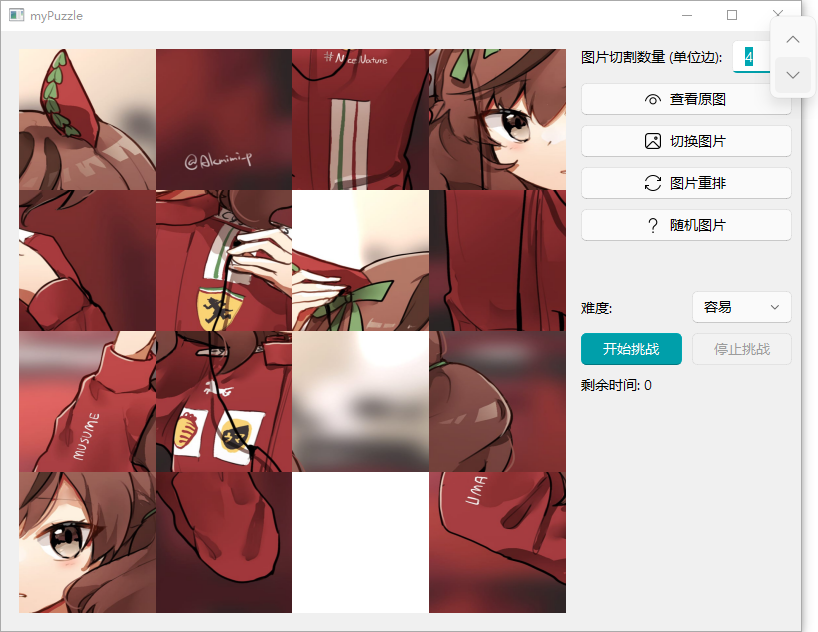 myPuzzle
图片切割数量 (单位边):
4
查看原图
切换图片
图片重排
? 随机图片
难度:
容易
开始挑战
停止挑战
剩余时间: 0
#NiceNature
MUSUME
UMA